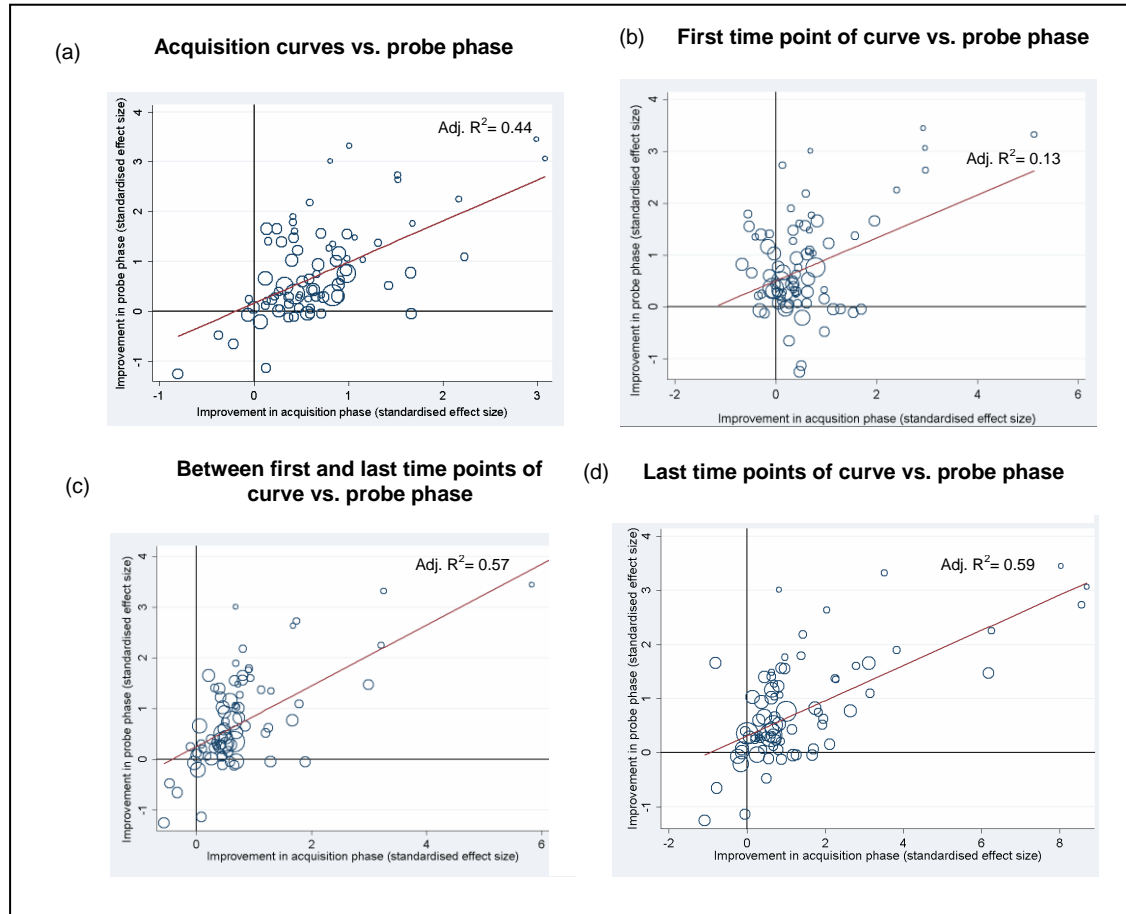 (a)
Acquisition curves vs. probe phase
Adj. R²= 0.44
Improvement in probe phase (standardised effect size)
4
3
2
1
0
-1
-1 0 1 2 3
Improvement in acquisition phase (standardised effect size)
(b)
First time point of curve vs. probe phase
Adj. R²= 0.13
Improvement in probe phase (standardised effect size)
4
3
2
1
0
-1
-2 0 2 4 6
Improvement in acquisition phase (standardised effect size)
(c)
Between first and last time points of
curve vs. probe phase
Adj. R²= 0.57
Improvement in probe phase (standardised effect size)
4
3
2
1
0
-1
0 2 4 6
Improvement in acquisition phase (standardised effect size)
(d)
Last time points of curve vs. probe phase
Adj. R²= 0.59
Improvement in probe phase (standardised effect size)
4
3
2
1
0
-1
-2 0 2 4 6 8
Improvement in acquisition phase (standardised effect size)